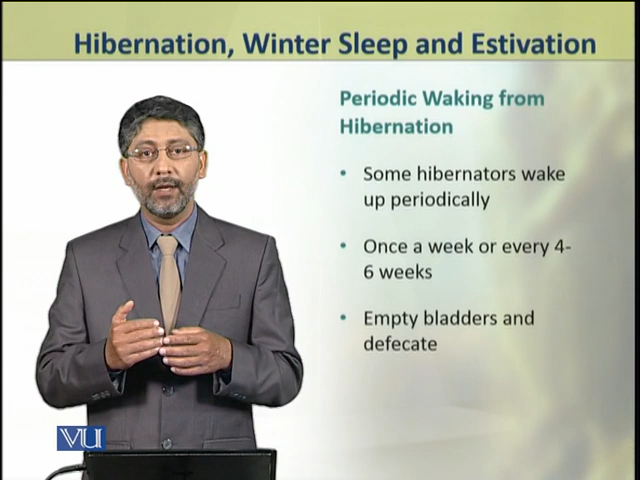 Hibernation, Winter Sleep and Estivation
Periodic Waking from
Hibernation
• Some hibernators wake
up periodically
• Once a week or every 4-
6 weeks
• Empty bladders and
defecate
VU